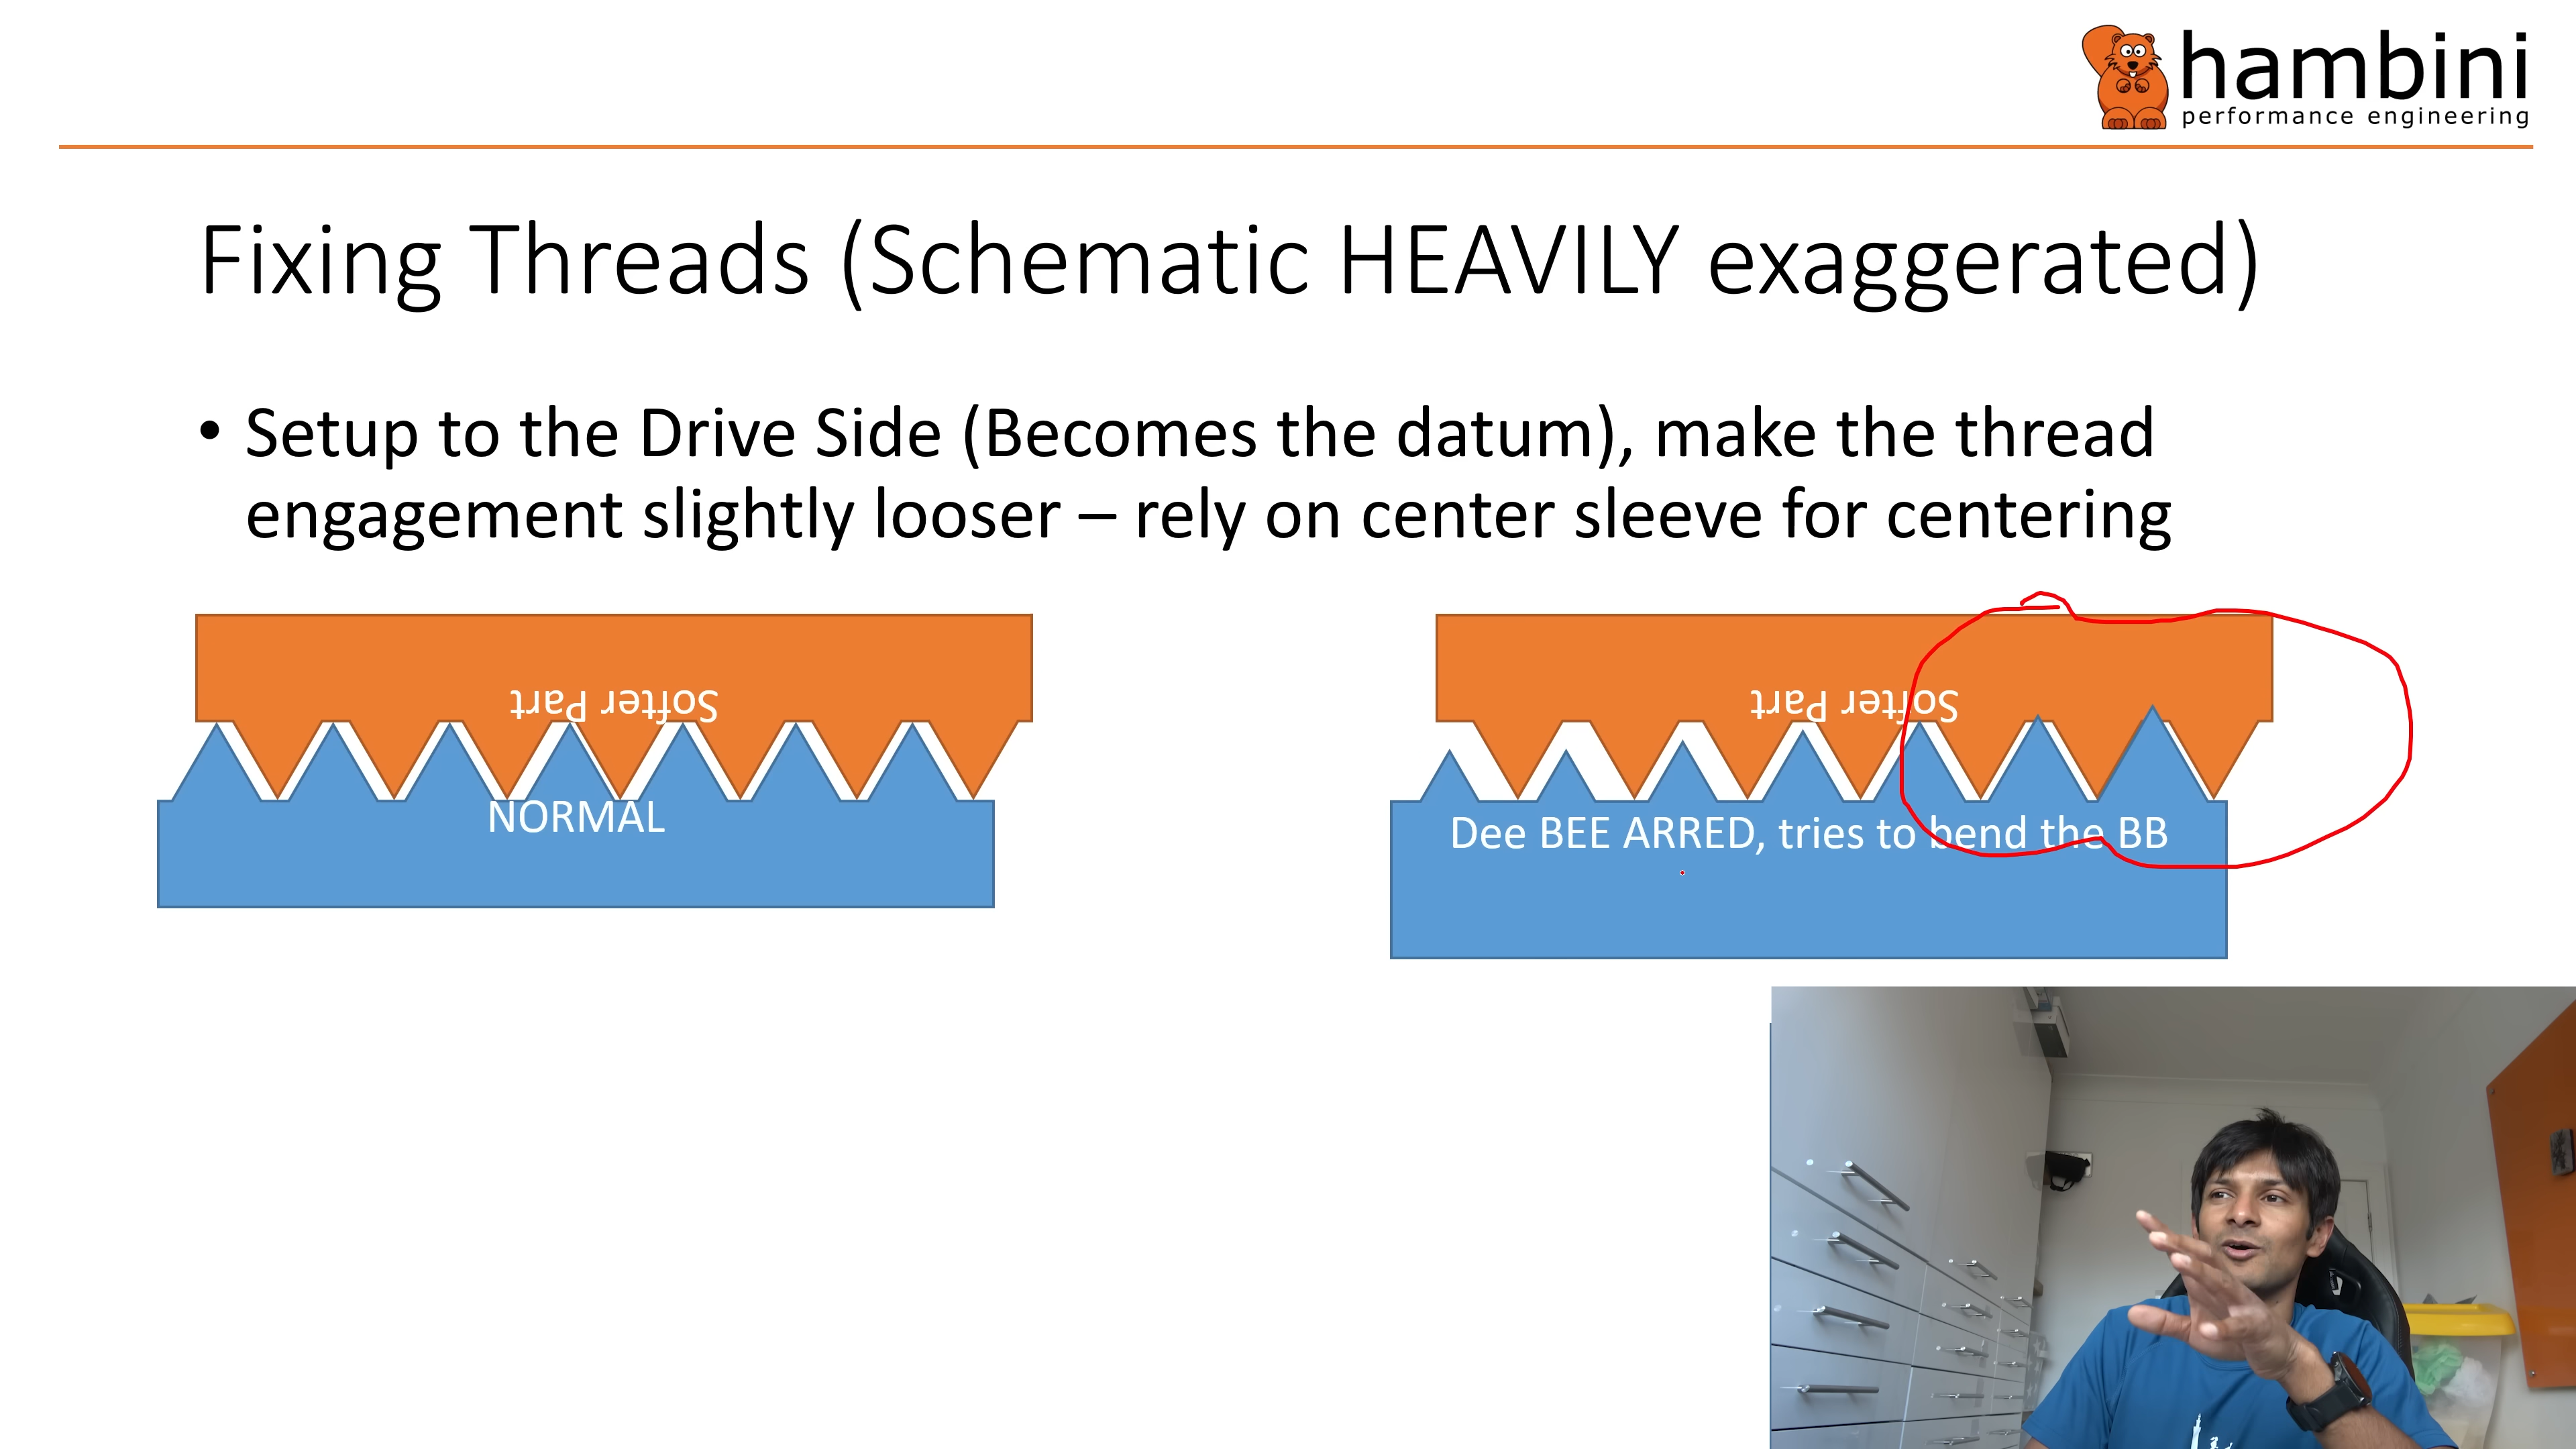 hambini
performance engineering
Fixing Threads (Schematic HEAVILY exaggerated)
• Setup to the Drive Side (Becomes the datum), make the thread
engagement slightly looser – rely on center sleeve for centering
Softer Part
NORMAL
Softer Part
Dee BEE ARRED, tries to bend the BB